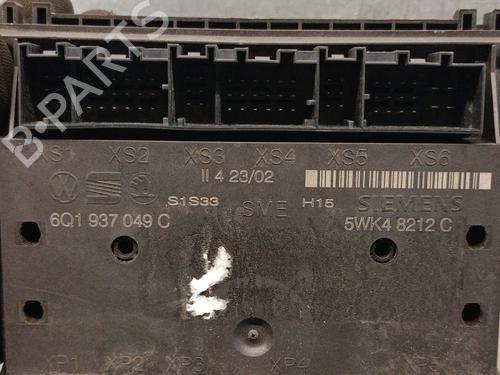 XS1 XS2 XS3 XS4 XS5 XS6
II 4 23/02
S1S33 SVE H15 SIEMENS
6Q1 937 049 C 5WK4 8212 C
XP1 XP2 XP3 XP4 XP5
B-PARTS